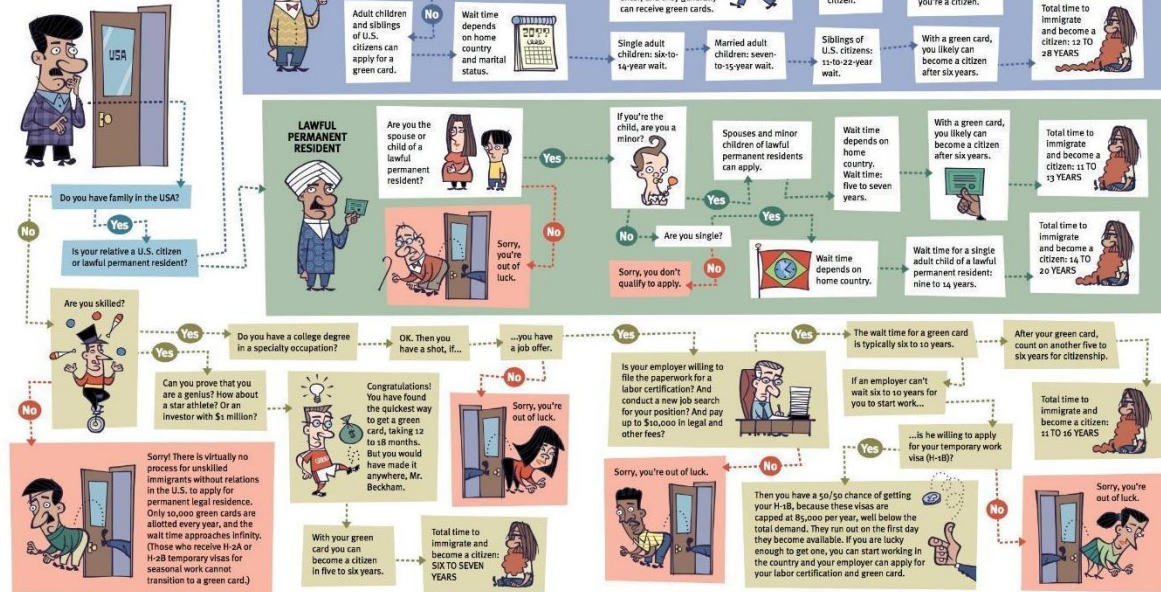 No
enter, and they generally
can receive green cards.
citizen.
you're a citizen.
Adult children
and siblings
of U.S.
citizens can
apply for a
green card.
Wait time
depends
on home
country
and marital
status.
20??
Single adult
children: six-to-
14-year wait.
Married adult
children: seven-
to-15-year wait.
Siblings of
U.S. citizens:
11-to-22-year
wait.
With a green card,
you likely can
become a citizen
after six years.
Total time to
immigrate
and become a
citizen: 12 TO
28 YEARS
USA
Do you have family in the USA?
No
Yes
Is your relative a U.S. citizen
or lawful permanent resident?
LAWFUL
PERMANENT
RESIDENT
Are you the
spouse or
child of a
lawful
permanent
resident?
Yes
No
Sorry,
you're
out of
luck.
If you're the
child, are you a
minor?
Yes
Spouses and minor
children of lawful
permanent residents
can apply.
Wait time
depends on
home
country.
Wait time:
five to seven
years.
With a green card,
you likely can
become a citizen
after six years.
Total time to
immigrate
and become a
citizen: 11 TO
13 YEARS
No
Are you single?
Yes
No
Sorry, you don't
qualify to apply.
Wait time
depends on
home country.
Wait time for a single
adult child of a lawful
permanent resident:
nine to 14 years.
Total time to
immigrate
and become a
citizen: 14 TO
20 YEARS
Are you skilled?
Yes
Do you have a college degree
in a specialty occupation?
OK. Then you
have a shot, if...
...you have
a job offer.
Yes
No
Sorry, you're
out of luck.
Yes
Can you prove that you
are a genius? How about
a star athlete? Or an
investor with $1 million?
Congratulations!
You have found
the quickest way
to get a green
card, taking 12
to 18 months.
But you would
have made it
anywhere, Mr.
Beckham.
With your green
card you can
become a citizen
in five to six years.
Total time to
immigrate and
become a citizen:
SIX TO SEVEN
YEARS
No
Sorry! There is virtually no
process for unskilled
immigrants without relations
in the U.S. to apply for
permanent legal residence.
Only 10,000 green cards are
allotted every year, and the
wait time approaches infinity.
(Those who receive H-2A or
H-2B temporary visas for
seasonal work cannot
transition to a green card.)
Is your employer willing to
file the paperwork for a
labor certification? And
conduct a new job search
for your position? And pay
up to $10,000 in legal and
other fees?
Yes
No
Sorry, you're out of luck.
The wait time for a green card
is typically six to 10 years.
After your green card,
count on another five to
six years for citizenship.
Total time to
immigrate and
become a citizen:
11 TO 16 YEARS
If an employer can't
wait six to 10 years
for you to start work...
...is he willing to apply
for your temporary work
visa (H-1B)?
Yes
No
Then you have a 50/50 chance of getting
your H-1B, because these visas are
capped at 85,000 per year, well below the
total demand. They run out on the first day
they become available. If you are lucky
enough to get one, you can start working in
the country and your employer can apply for
your labor certification and green card.
Sorry, you're
out of luck.